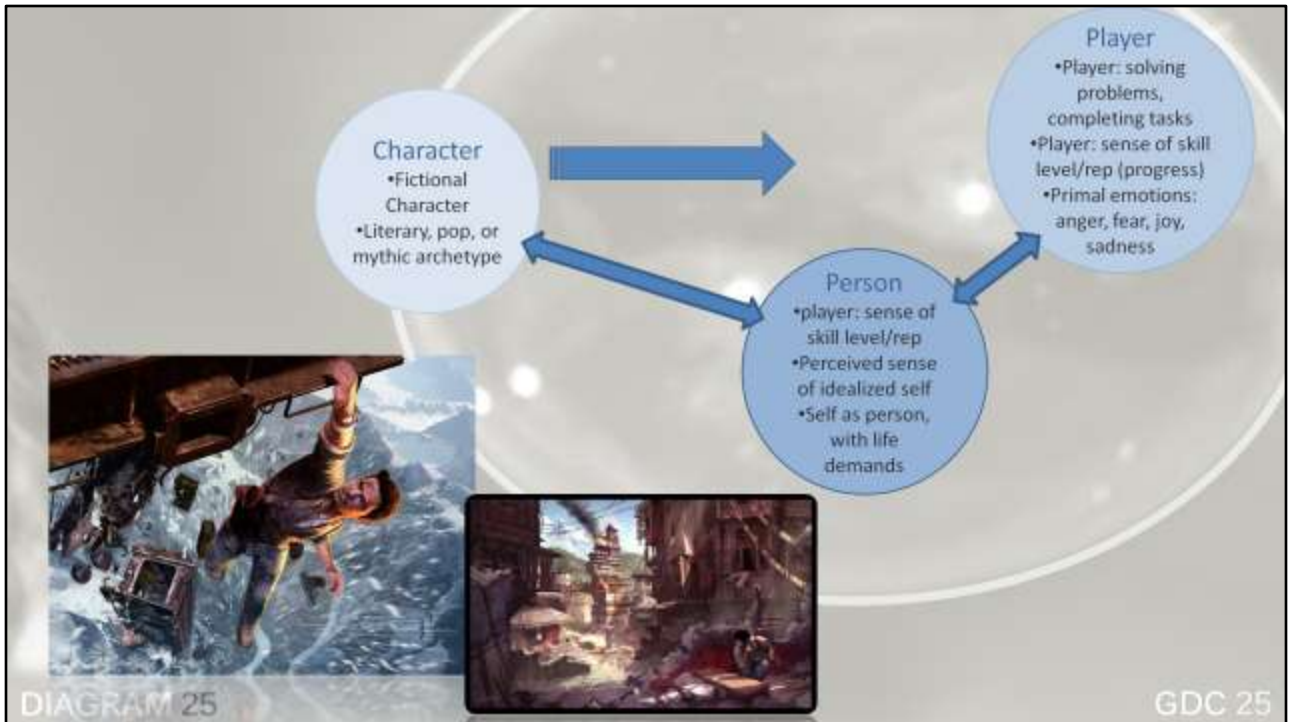 Character
•Fictional
Character
•Literary, pop, or
mythic archetype
Player
•Player: solving
problems,
completing tasks
•Player: sense of skill
level/rep (progress)
•Primal emotions:
anger, fear, joy,
sadness
Person
•player: sense of
skill level/rep
•Perceived sense
of idealized self
•Self as person,
with life
demands
DIAGRAM 25
GDC 25